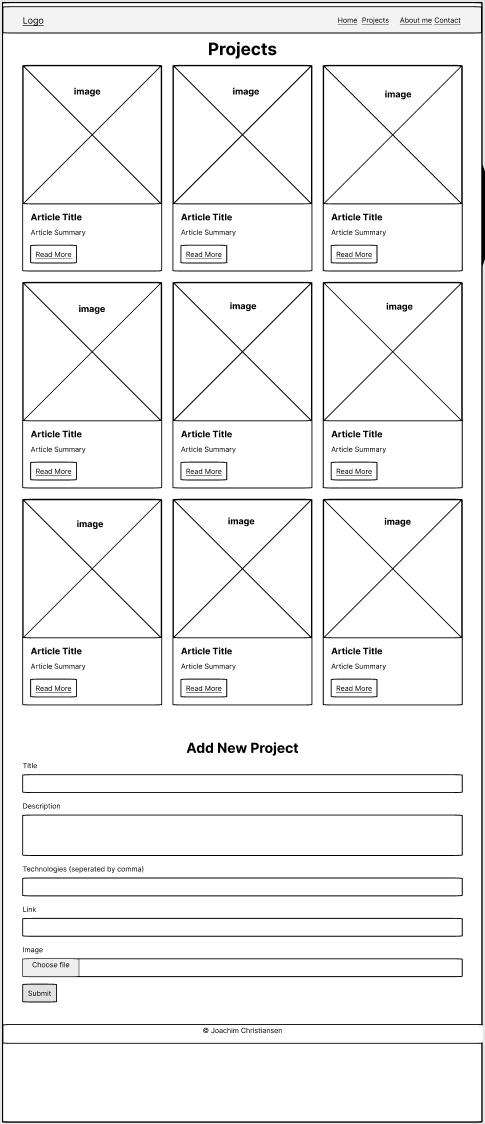 Logo Home Projects About me Contact
Projects
image image image
Article Title Article Title Article Title
Article Summary Article Summary Article Summary
Read More Read More Read More
image image image
Article Title Article Title Article Title
Article Summary Article Summary Article Summary
Read More Read More Read More
image image image
Article Title Article Title Article Title
Article Summary Article Summary Article Summary
Read More Read More Read More
Add New Project
Title
Description
Technologies (seperated by comma)
Link
Image
Choose file
Submit
© Joachim Christiansen